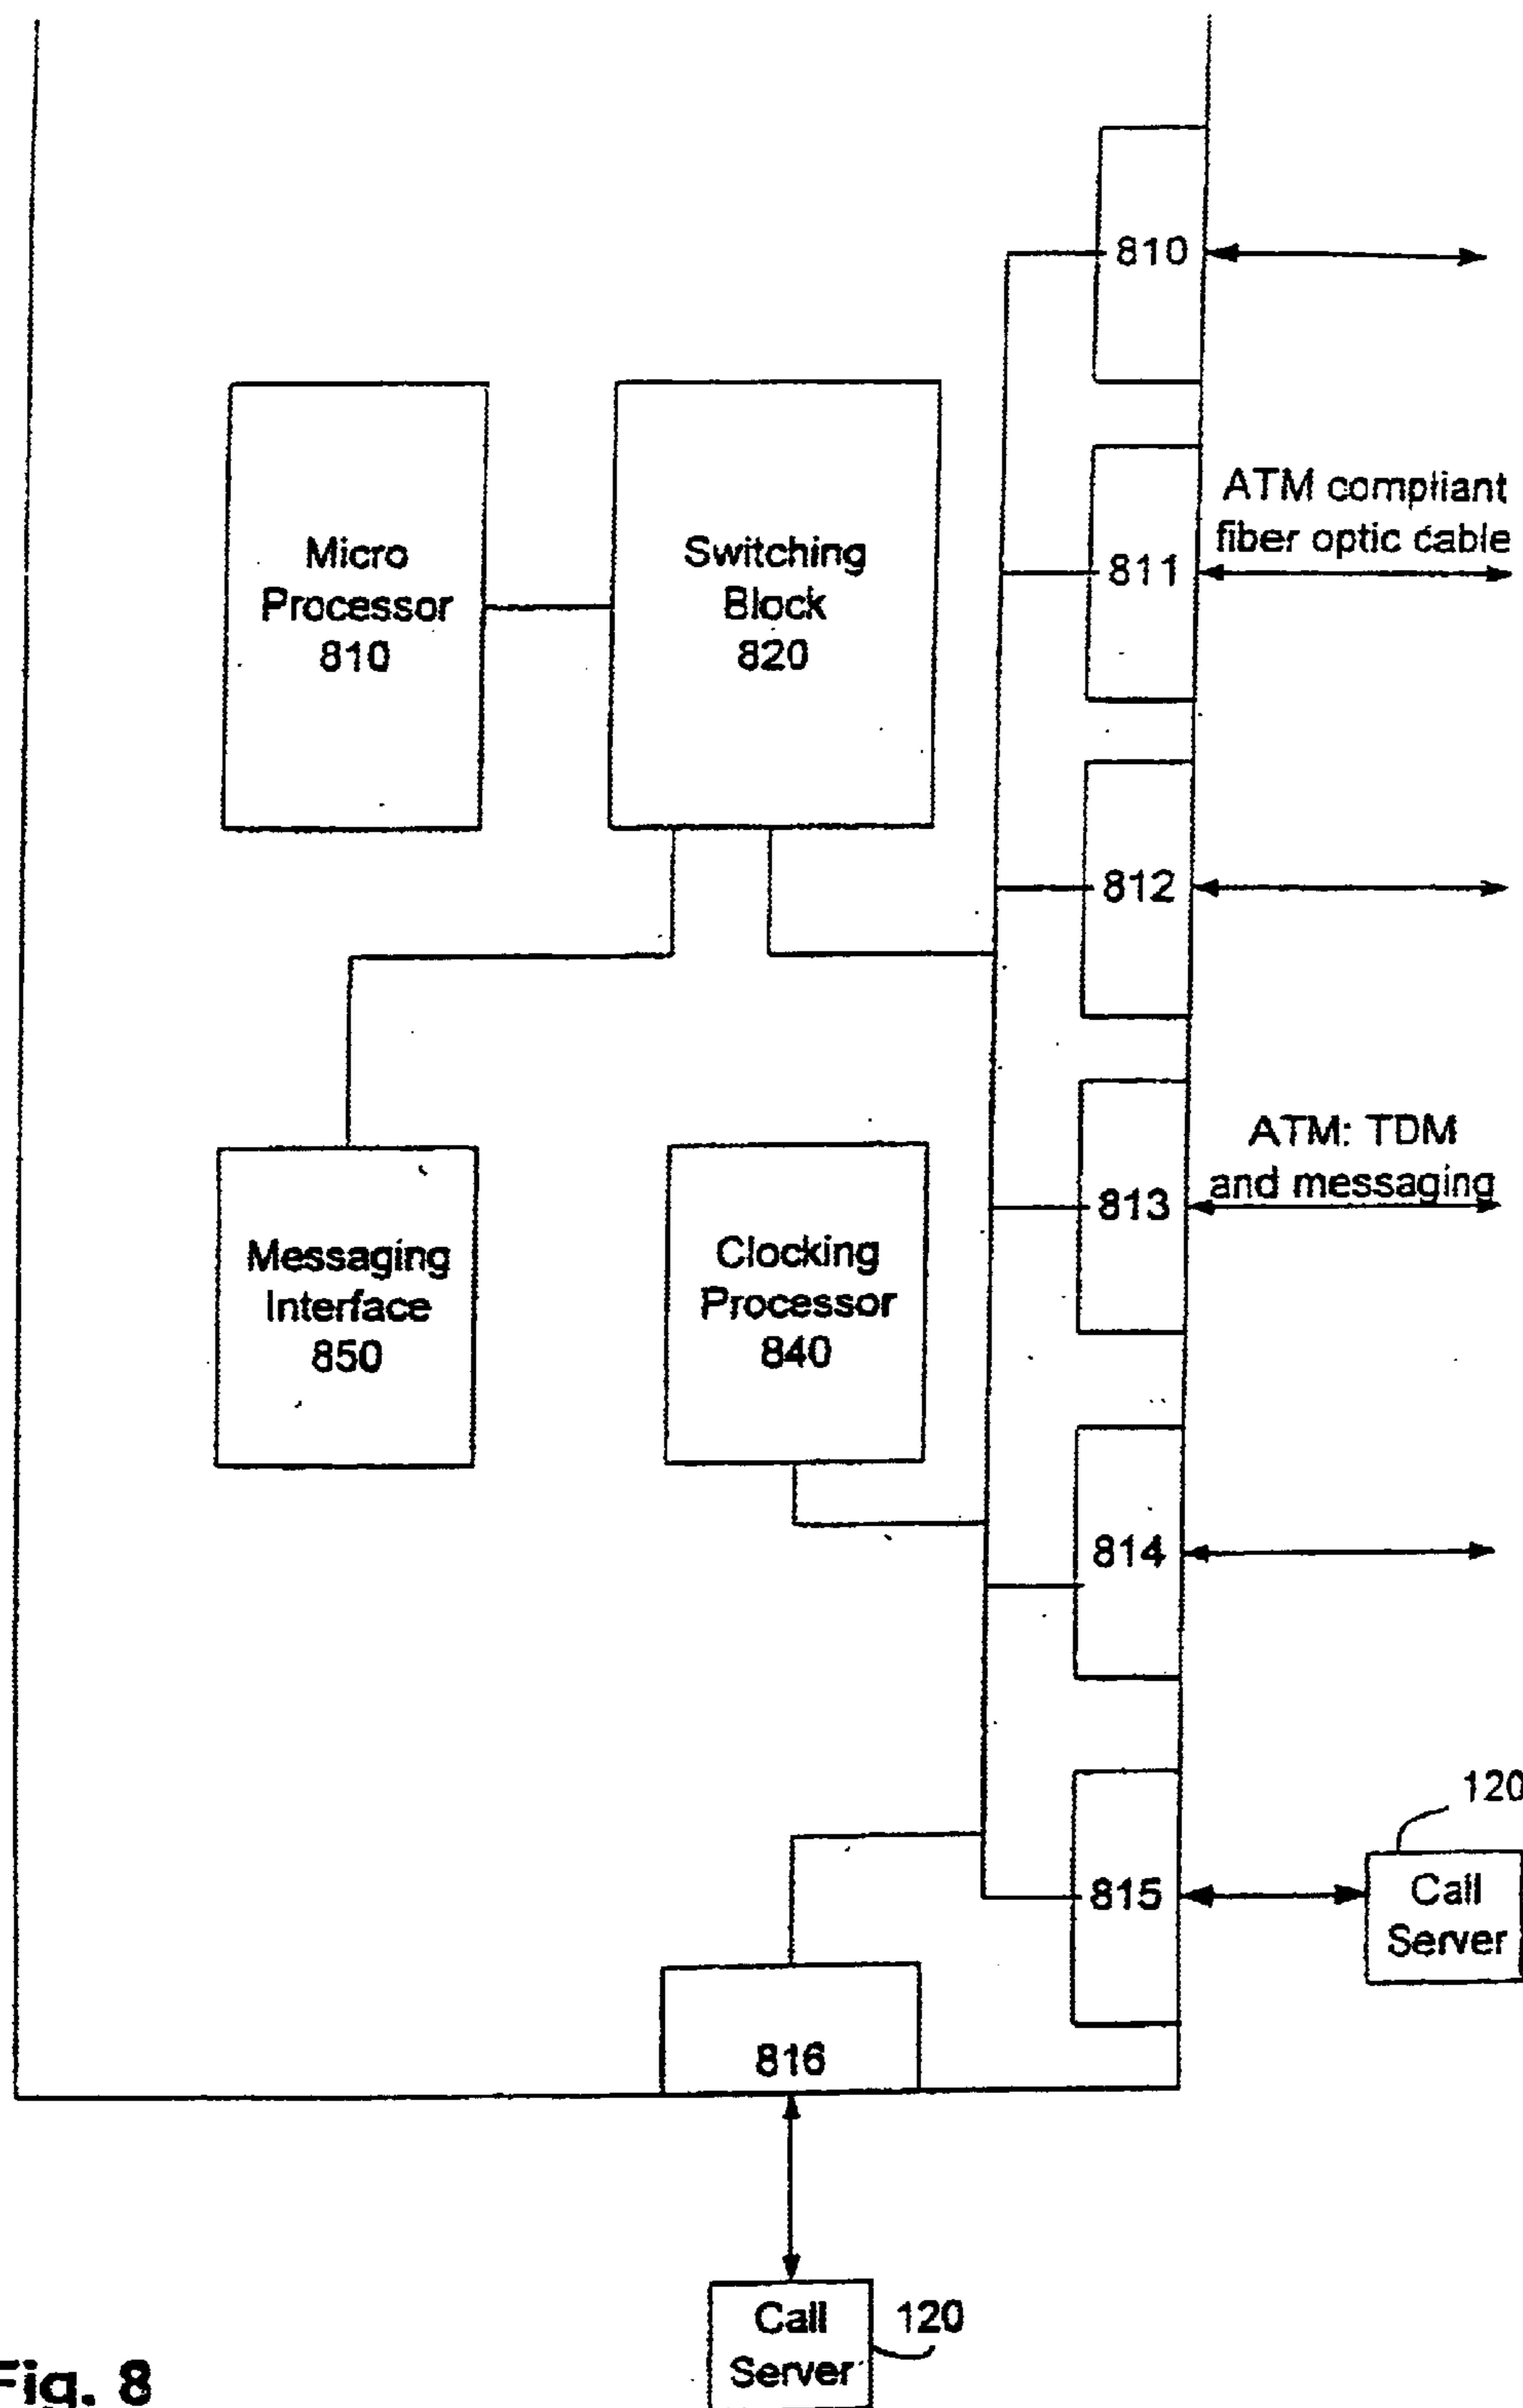 810
ATM compliant
fiber optic cable
811
Micro
Processor
810
Switching
Block
820
812
ATM: TDM
and messaging
813
Messaging
Interface
850
Clocking
Processor
840
814
120
815
Call
Server
816
Call
Server
120
Fig. 8